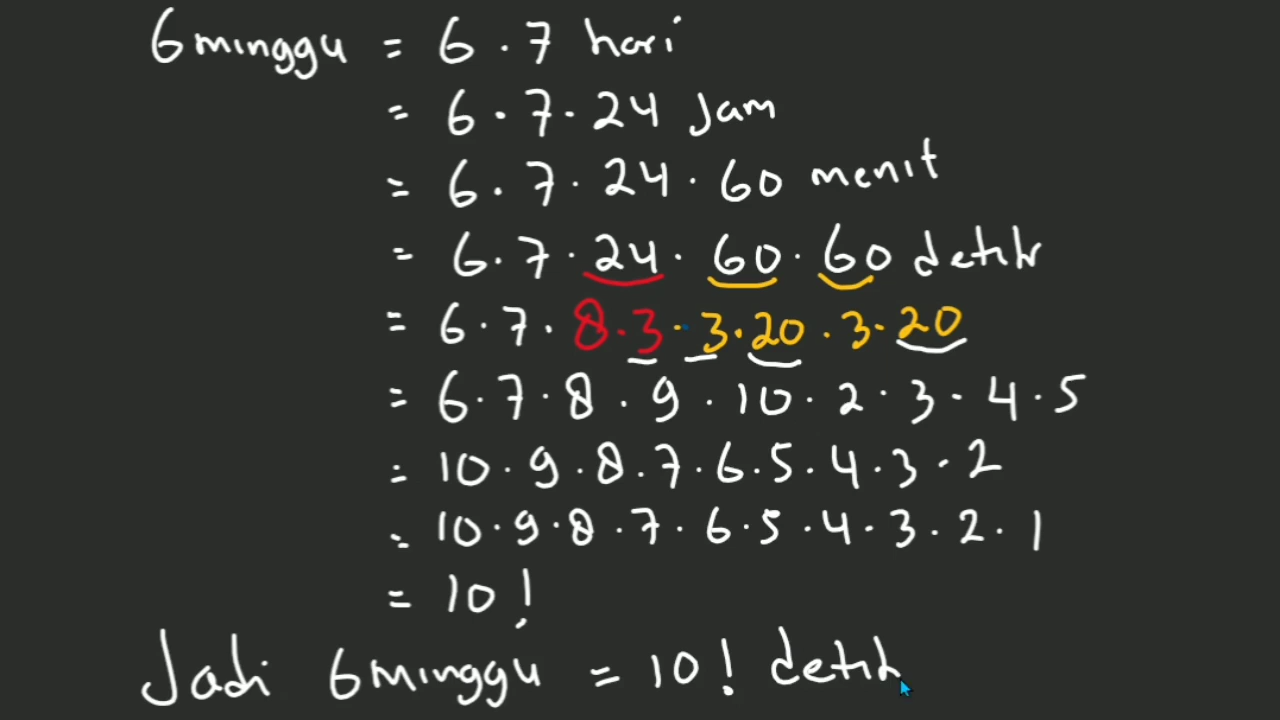 6 minggu = 6 · 7 hari
= 6 · 7 · 24 jam
= 6 · 7 · 24 · 60 menit
= 6 · 7 · 24 · 60 · 60 detik
= 6 · 7 · 8 · 3 · 3 · 20 · 3 · 20
= 6 · 7 · 8 · 9 · 10 · 2 · 3 · 4 · 5
= 10 · 9 · 8 · 7 · 6 · 5 · 4 · 3 · 2
= 10 · 9 · 8 · 7 · 6 · 5 · 4 · 3 · 2 · 1
= 10!
Jadi 6 minggu = 10! detik